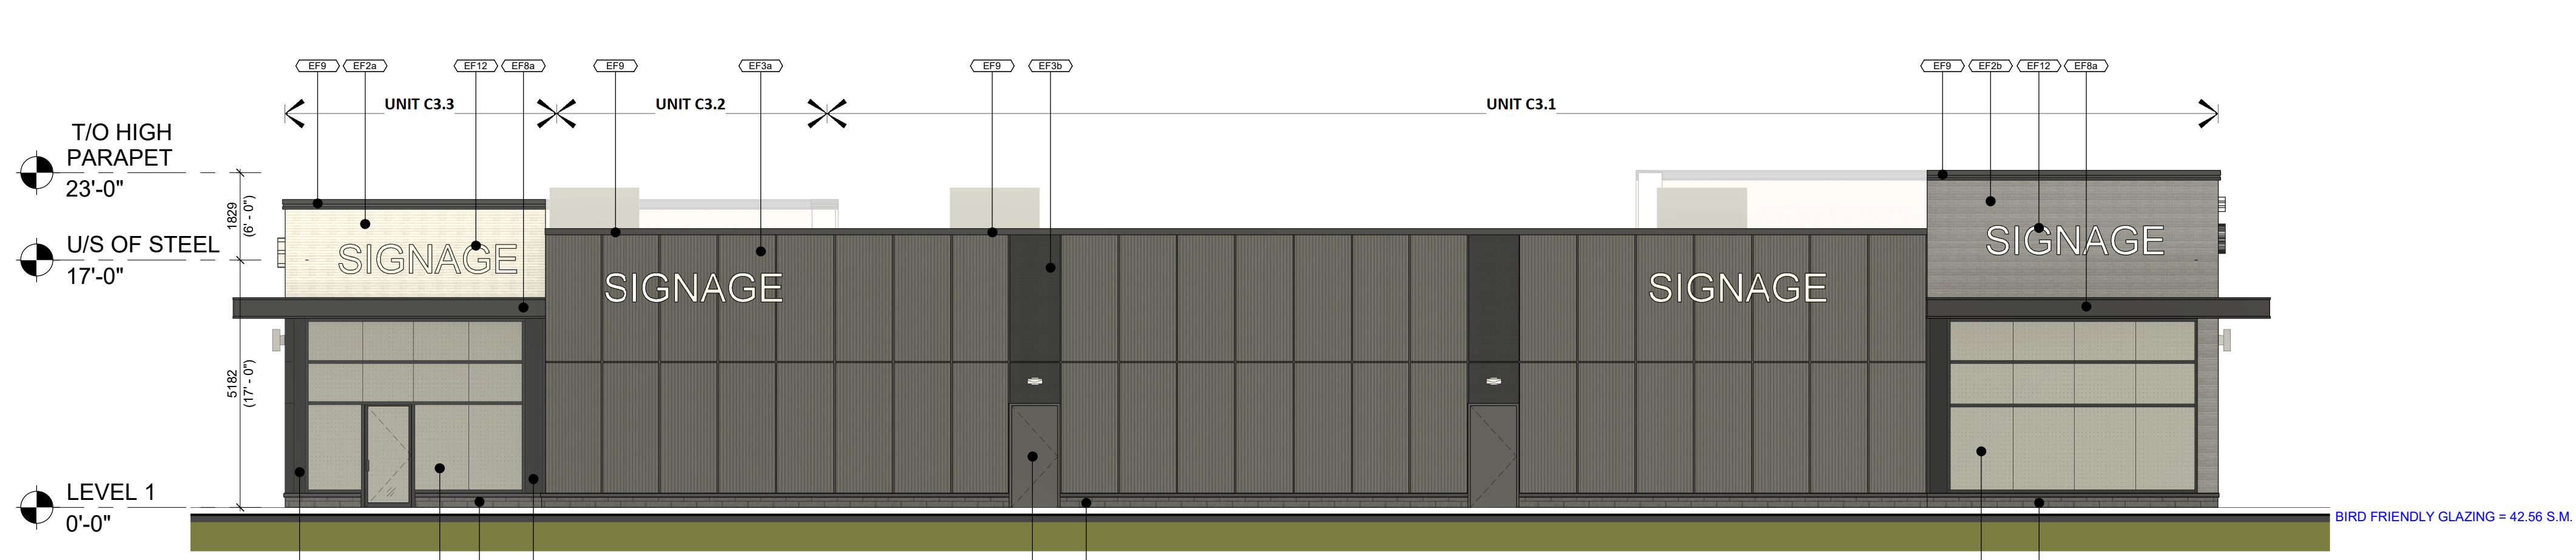 EF9 EF2a EF12 EF8a EF9 EF3a EF9 EF3b EF9 EF2b EF12 EF8a
UNIT C3.3 UNIT C3.2 UNIT C3.1
T/O HIGH
PARAPET
23'-0"
1829
(6' - 0")
U/S OF STEEL
17'-0"
SIGNAGE SIGNAGE SIGNAGE SIGNAGE
5182
(17' - 0")
LEVEL 1
0'-0"
BIRD FRIENDLY GLAZING = 42.56 S.M.